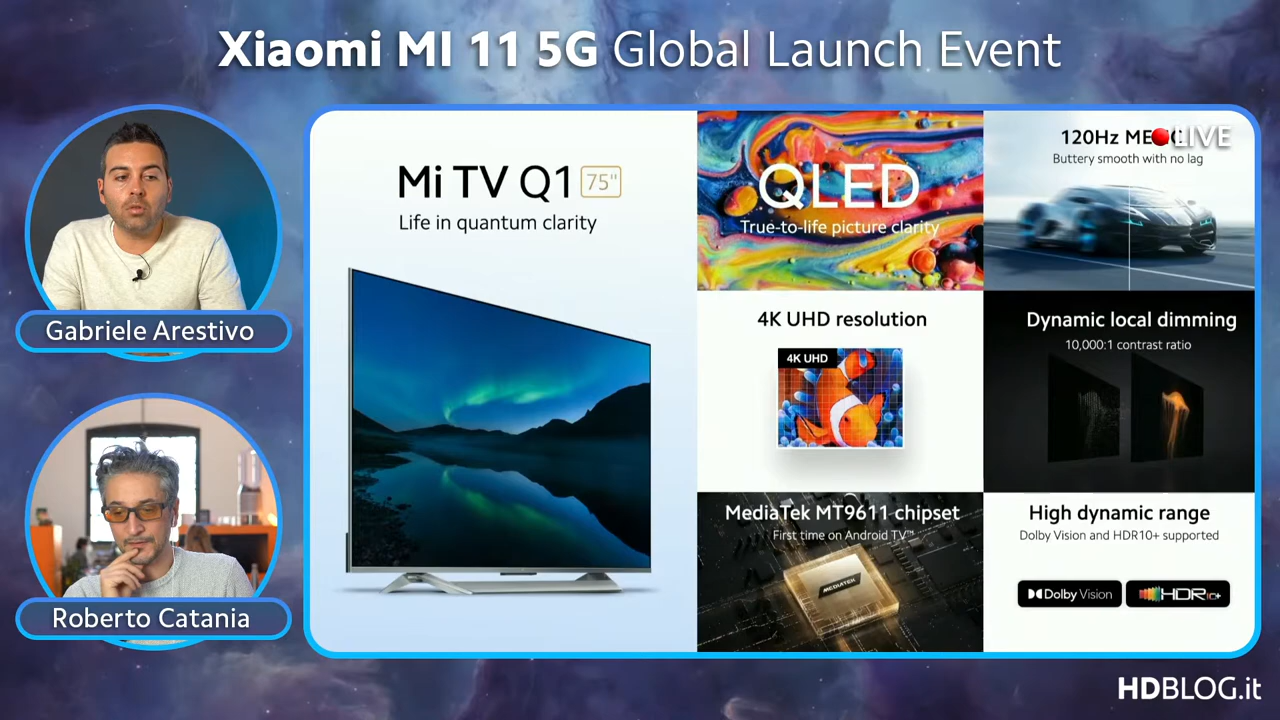 Xiaomi MI 11 5G Global Launch Event
Gabriele Arestivo
Roberto Catania
Mi TV Q1 75"
Life in quantum clarity
QLED
True-to-life picture clarity
120Hz
LIVE
Buttery smooth with no lag
4K UHD resolution
4K UHD
Dynamic local dimming
10,000:1 contrast ratio
MediaTek MT9611 chipset
First time on Android TV™
MEDIATEK
High dynamic range
Dolby Vision and HDR10+ supported
Dolby Vision
HDR10+
HDBLOG.it